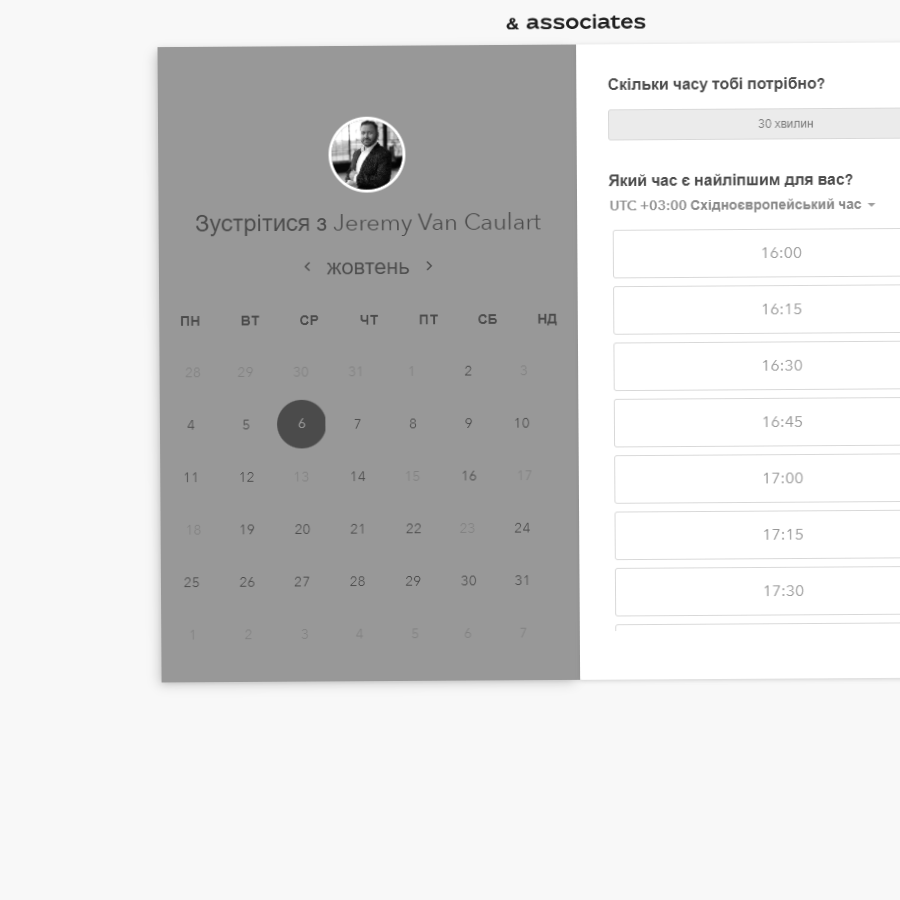 & associates
Зустрітися з Jeremy Van Caulart
жовтень
ПН ВТ СР ЧТ ПТ СБ НД
28 29 30 31 1 2 3
4 5 6 7 8 9 10
11 12 13 14 15 16 17
18 19 20 21 22 23 24
25 26 27 28 29 30 31
1 2 3 4 5 6 7
Скільки часу тобі потрібно?
30 хвилин
Який час є найліпшим для вас?
UTC +03:00 Східноєвропейський час
16:00
16:15
16:30
16:45
17:00
17:15
17:30